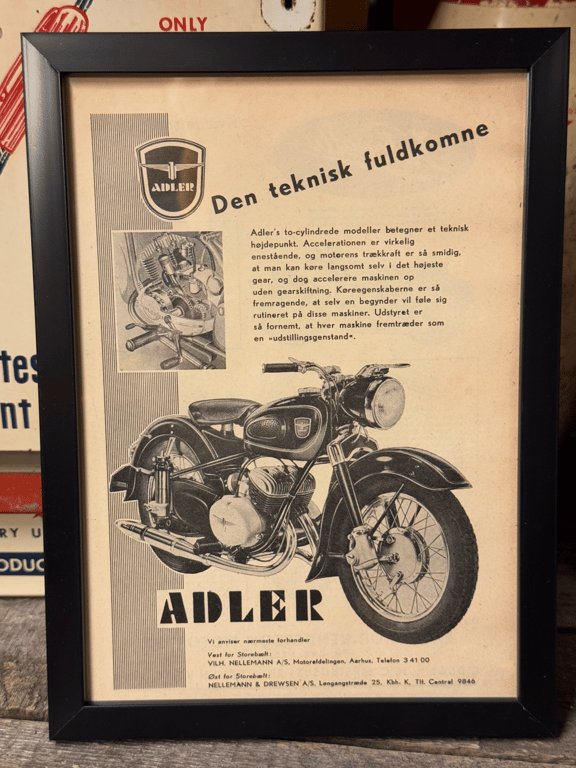 ONLY
ADLER
Den teknisk fuldkomne
Adler's to-cylindrede modeller betegner et teknisk
højdepunkt. Accelerationen er virkelig
enestående, og motorens trækkraft er så smidig,
at man kan køre langsomt selv i det højeste
gear, og dog accelerere maskinen op
uden gearskiftning. Køreegenskaberne er så
fremragende, at selv en begynder vil føle sig
rutineret på disse maskiner. Udstyret er
så fornemt, at hver maskine fremtræder som
en »udstillingsgenstand«.
tes
nt
RY U
ODUC
ADLER
Vi anviser nærmeste forhandler
Vest for Storebælt:
VILH. NELLEMANN A/S, Motorafdelingen, Aarhus, Telefon 3 41 00
Øst for Storebælt:
NELLEMANN & DREWSEN A/S, Langangstræde 25, Kbh. K, Tlf. Central 9846